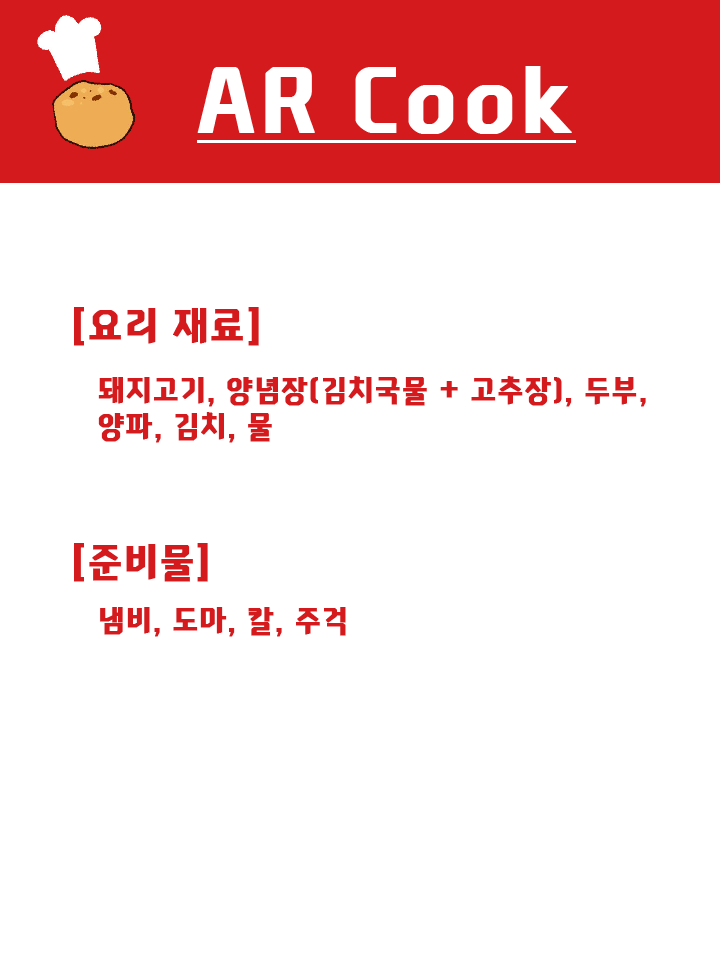 AR Cook
[요리 재료]
돼지고기, 양념장(김치국물 + 고추장), 두부,
양파, 김치, 물
[준비물]
냄비, 도마, 칼, 주걱